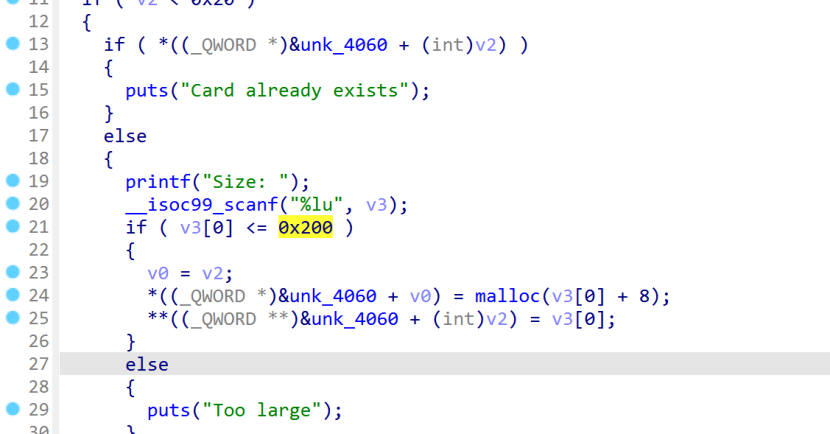 11 if ( v2 < 0x20 )
12 {
13 if ( *((_QWORD *)&unk_4060 + (int)v2) )
14 {
15 puts("Card already exists");
16 }
17 else
18 {
19 printf("Size: ");
20 __isoc99_scanf("%lu", v3);
21 if ( v3[0] <= 0x200 )
22 {
23 v0 = v2;
24 *((_QWORD *)&unk_4060 + v0) = malloc(v3[0] + 8);
25 **((_QWORD **)&unk_4060 + (int)v2) = v3[0];
26 }
27 else
28 {
29 puts("Too large");
30 }